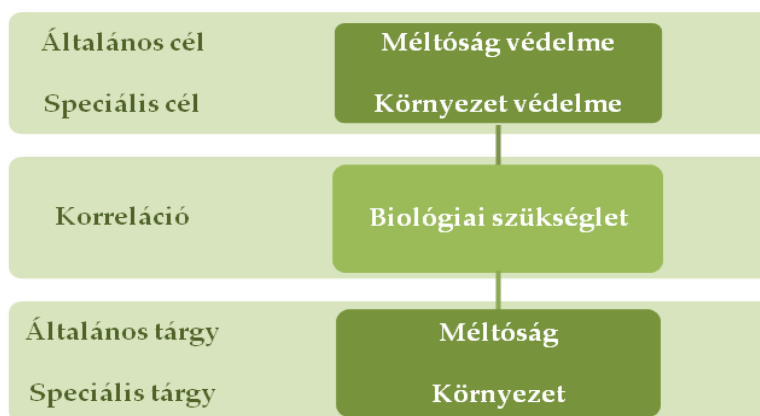 Általános cél Méltóság védelme
Speciális cél Környezet védelme
Korreláció Biológiai szükséglet
Általános tárgy Méltóság
Speciális tárgy Környezet